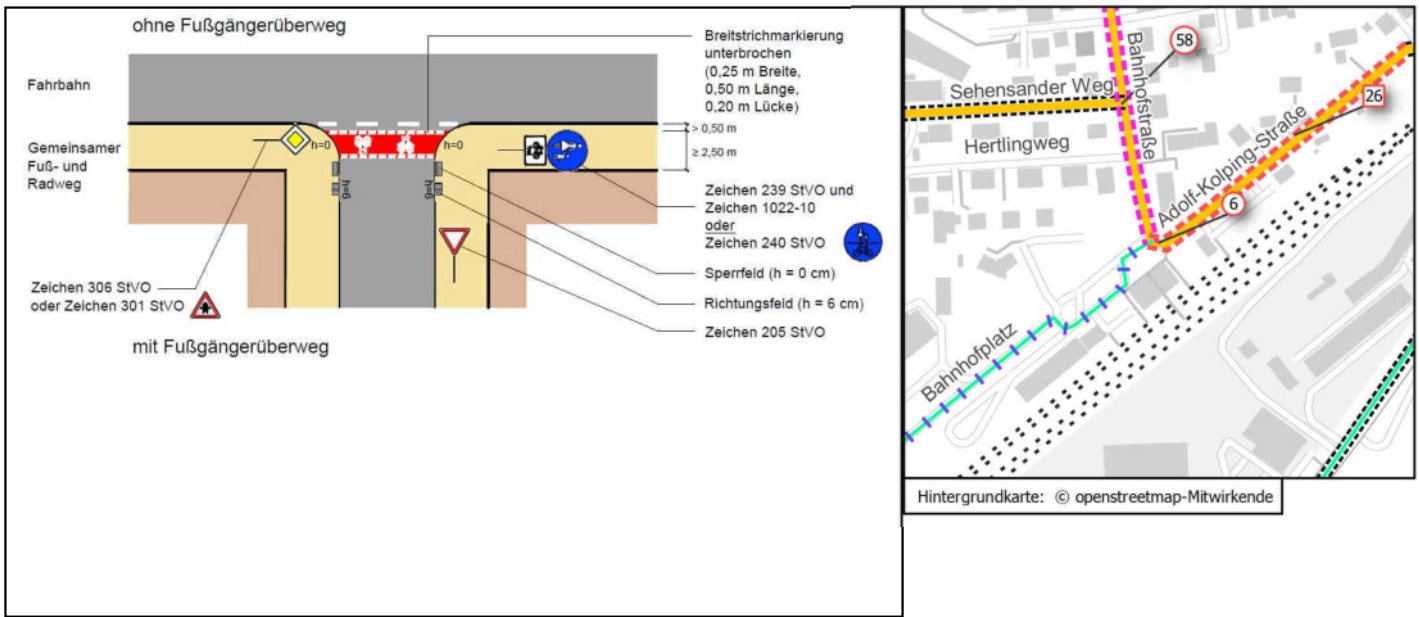 ohne Fußgängerüberweg
Fahrbahn
Gemeinsamer
Fuß- und
Radweg
h=0
h=0
h=6
h=6
Breitstrichmarkierung
unterbrochen
(0,25 m Breite,
0,50 m Länge,
0,20 m Lücke)
> 0,50 m
≥ 2,50 m
Zeichen 239 StVO und
Zeichen 1022-10
oder
Zeichen 240 StVO
Sperrfeld (h = 0 cm)
Richtungsfeld (h = 6 cm)
Zeichen 205 StVO
Zeichen 306 StVO
oder Zeichen 301 StVO
mit Fußgängerüberweg
58
Bahnhofstraße
Sehensander Weg
26
Hertlingweg
Adolf-Kolping-Straße
6
Bahnhofplatz
Hintergrundkarte: © openstreetmap-Mitwirkende